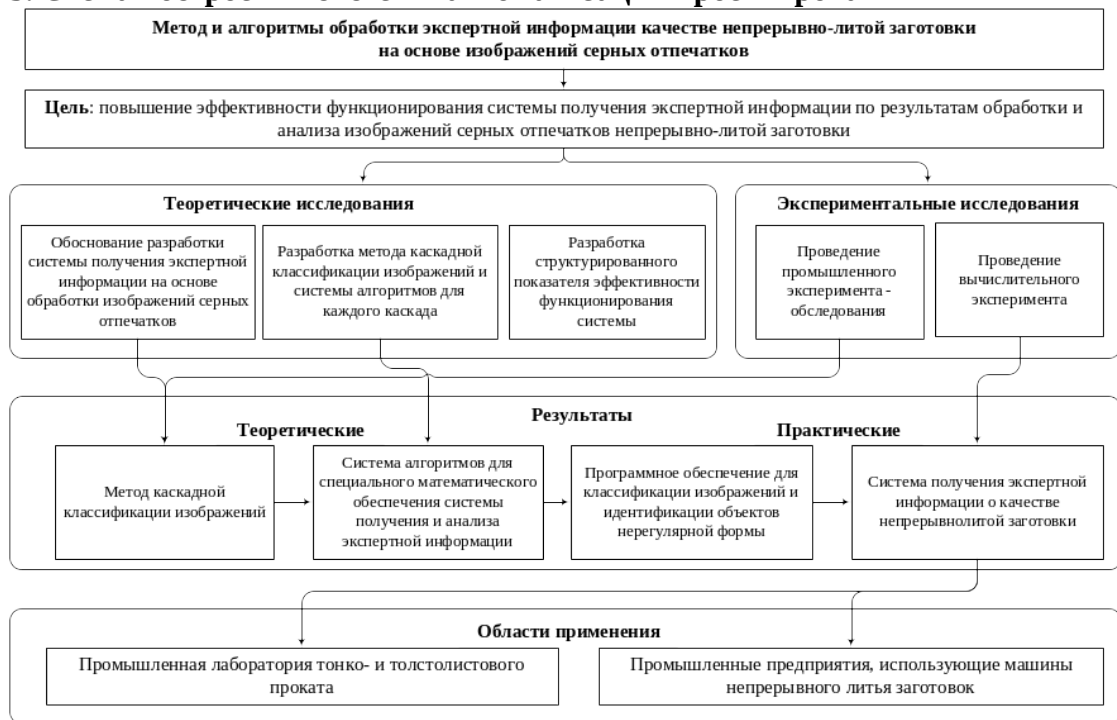 Метод и алгоритмы обработки экспертной информации качестве непрерывно-литой заготовки
на основе изображений серных отпечатков
Цель: повышение эффективности функционирования системы получения экспертной информации по результатам обработки и
анализа изображений серных отпечатков непрерывно-литой заготовки
Теоретические исследования
Обоснование разработки
системы получения экспертной
информации на основе
обработки изображений серных
отпечатков
Разработка метода каскадной
классификации изображений и
системы алгоритмов для
каждого каскада
Разработка
структурированного
показателя эффективности
функционирования
системы
Экспериментальные исследования
Проведение
промышленного
эксперимента -
обследования
Проведение
вычислительного
эксперимента
Результаты
Теоретические
Практические
Метод каскадной
классификации изображений
Система алгоритмов для
специального математического
обеспечения системы
получения и анализа
экспертной информации
Программное обеспечение для
классификации изображений и
идентификации объектов
нерегулярной формы
Система получения экспертной
информации о качестве
непрерывнолитой заготовки
Области применения
Промышленная лаборатория тонко- и толстолистового
проката
Промышленные предприятия, использующие машины
непрерывного литья заготовок